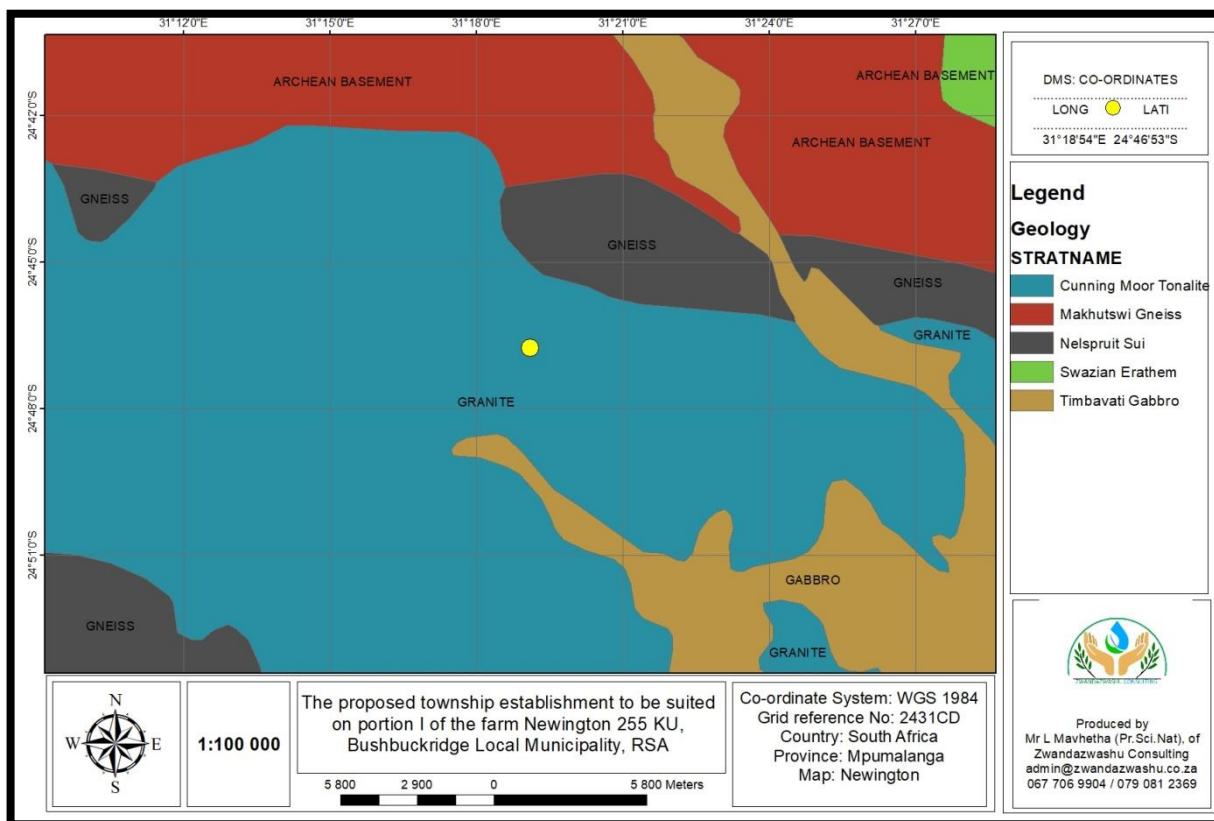 31°12'0"E 31°15'0"E 31°18'0"E 31°21'0"E 31°24'0"E 31°27'0"E
24°42'0"S
24°45'0"S
24°48'0"S
24°51'0"S
ARCHEAN BASEMENT
ARCHEAN BASEMENT
ARCHEAN BASEMENT
GNEISS
GNEISS
GNEISS
GRANITE
GRANITE
GABBRO
GNEISS
GRANITE
DMS: CO-ORDINATES
LONG LATI
31°18'54"E 24°46'53"S
Legend
Geology
STRATNAME
Cunning Moor Tonalite
Makhutswi Gneiss
Nelspruit Sui
Swazian Erathem
Timbavati Gabbro
N
W E
S
1:100 000
The proposed township establishment to be suited
on portion I of the farm Newington 255 KU,
Bushbuckridge Local Municipality, RSA
5 800 2 900 0 5 800 Meters
Co-ordinate System: WGS 1984
Grid reference No: 2431CD
Country: South Africa
Province: Mpumalanga
Map: Newington
ZWANDAZWASHU CONSULTING
Produced by
Mr L Mavhetha (Pr.Sci.Nat), of
Zwandazwashu Consulting
admin@zwandazwashu.co.za
067 706 9904 / 079 081 2369